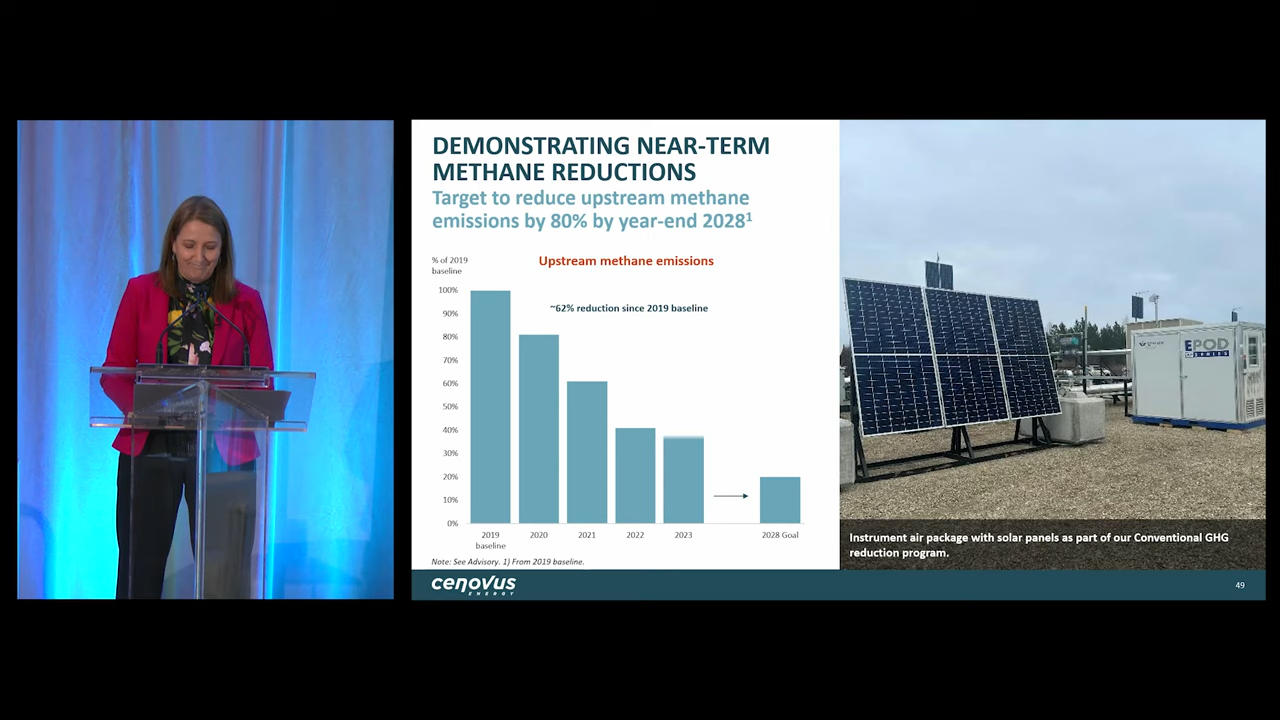 DEMONSTRATING NEAR-TERM
METHANE REDUCTIONS
Target to reduce upstream methane
emissions by 80% by year-end 2028¹
% of 2019
baseline
Upstream methane emissions
~62% reduction since 2019 baseline
100%
90%
80%
70%
60%
50%
40%
30%
20%
10%
0%
2019
baseline
2020
2021
2022
2023
2028 Goal
Note: See Advisory. 1) From 2019 baseline.
EPOD
SERIES
Instrument air package with solar panels as part of our Conventional GHG
reduction program.
cenovus
ENERGY
49